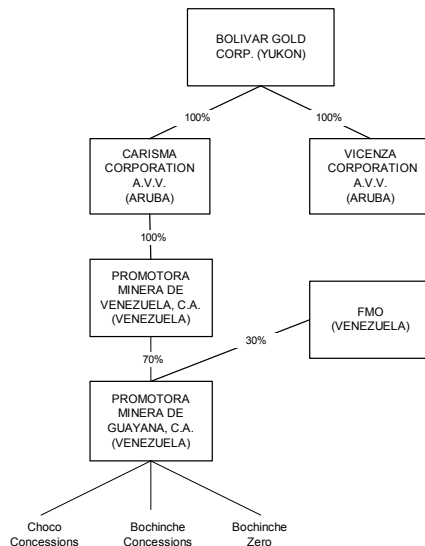 BOLIVAR GOLD
CORP. (YUKON)
100%
100%
CARISMA
CORPORATION
A.V.V.
(ARUBA)
VICENZA
CORPORATION
A.V.V.
(ARUBA)
100%
PROMOTORA
MINERA DE
VENEZUELA, C.A.
(VENEZUELA)
FMO
(VENEZUELA)
70%
30%
PROMOTORA
MINERA DE
GUAYANA, C.A.
(VENEZUELA)
Choco
Concessions
Bochinche
Concessions
Bochinche
Zero